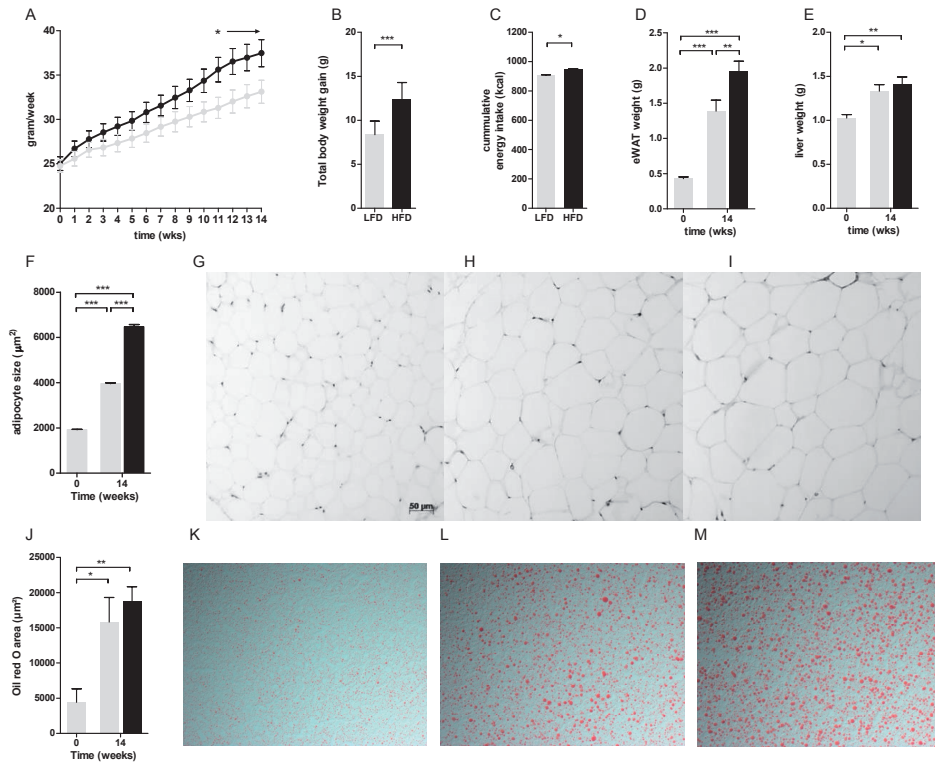 A
*
40
35
30
25
20
gram/week
0 1 2 3 4 5 6 7 8 9 10 11 12 13 14
time (wks)
B
***
20
15
10
5
0
Total body weight gain (g)
LFD HFD
C
*
1200
1000
800
600
400
200
0
cummulative
energy intake (kcal)
LFD HFD
D
***
*** **
2.5
2.0
1.5
1.0
0.5
0.0
eWAT weight (g)
0 14
time (wks)
E
**
*
2.0
1.5
1.0
0.5
0.0
liver weight (g)
0 14
time (wks)
F
***
*** ***
8000
6000
4000
2000
0
adipocyte size (µm²)
0 14
Time (weeks)
G
50 µm
H
I
J
**
*
25000
20000
15000
10000
5000
0
Oil red O area (µm²)
0 14
Time (weeks)
K
L
M